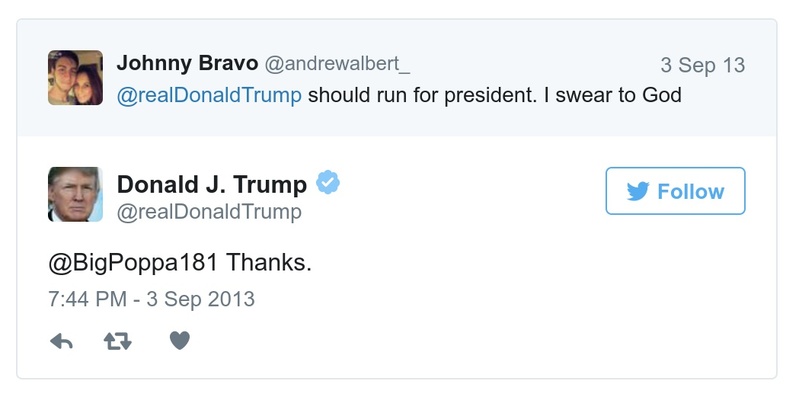 Johnny Bravo @andrewalbert_ 3 Sep 13
@realDonaldTrump should run for president. I swear to God
Donald J. Trump
@realDonaldTrump
Follow
@BigPoppa181 Thanks.
7:44 PM - 3 Sep 2013